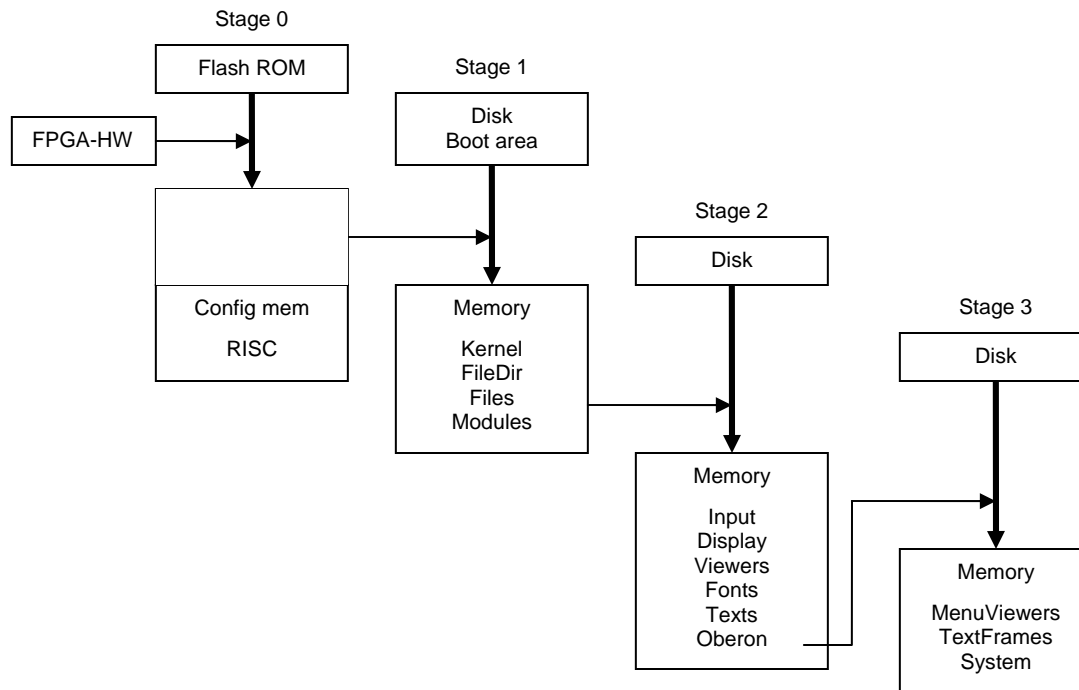 Stage 0
Flash ROM
FPGA-HW
Config mem
RISC
Stage 1
Disk
Boot area
Memory
Kernel
FileDir
Files
Modules
Stage 2
Disk
Memory
Input
Display
Viewers
Fonts
Texts
Oberon
Stage 3
Disk
Memory
MenuViewers
TextFrames
System